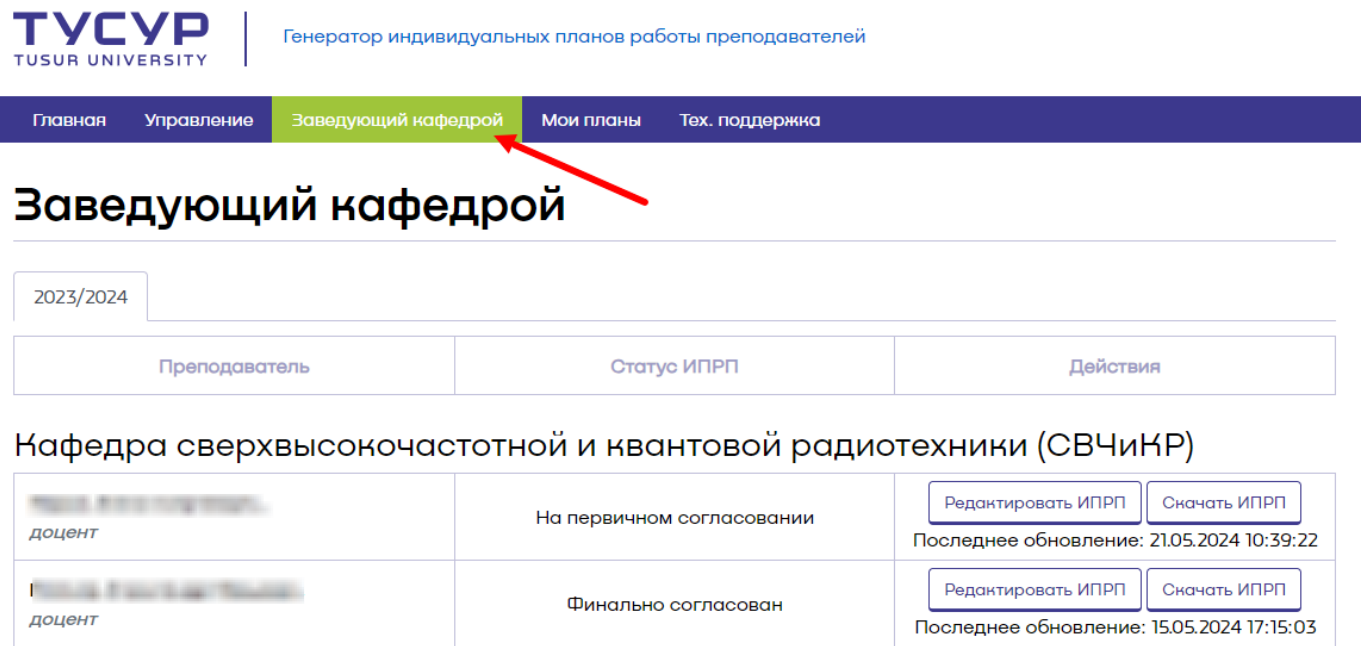 ТУСУР
TUSUR UNIVERSITY
Генератор индивидуальных планов работы преподавателей
Главная Управление Заведующий кафедрой Мои планы Тех. поддержка
Заведующий кафедрой
2023/2024
Преподаватель Статус ИПРП Действия
Кафедра сверхвысокочастотной и квантовой радиотехники (СВЧиКР)
доцент
На первичном согласовании
Редактировать ИПРП Скачать ИПРП
Последнее обновление: 21.05.2024 10:39:22
доцент
Финально согласован
Редактировать ИПРП Скачать ИПРП
Последнее обновление: 15.05.2024 17:15:03